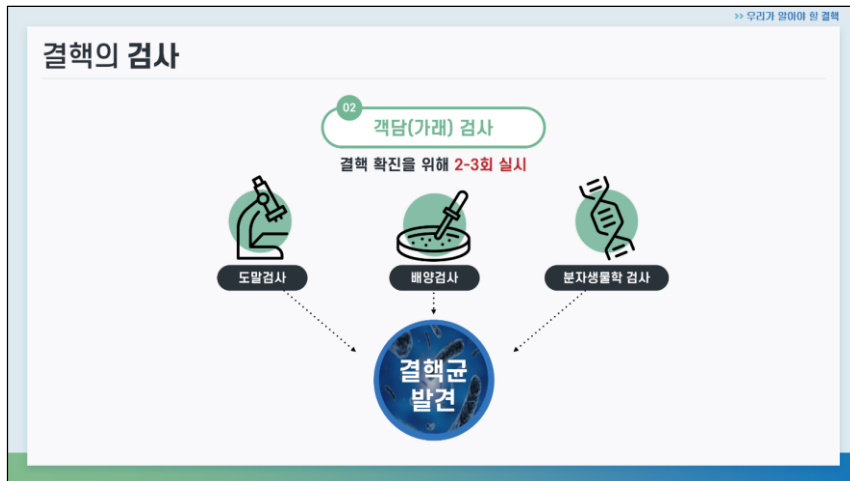 >> 우리가 알아야 할 결핵
결핵의 검사
02
객담(가래) 검사
결핵 확진을 위해 2-3회 실시
도말검사
배양검사
분자생물학 검사
결핵균
발견